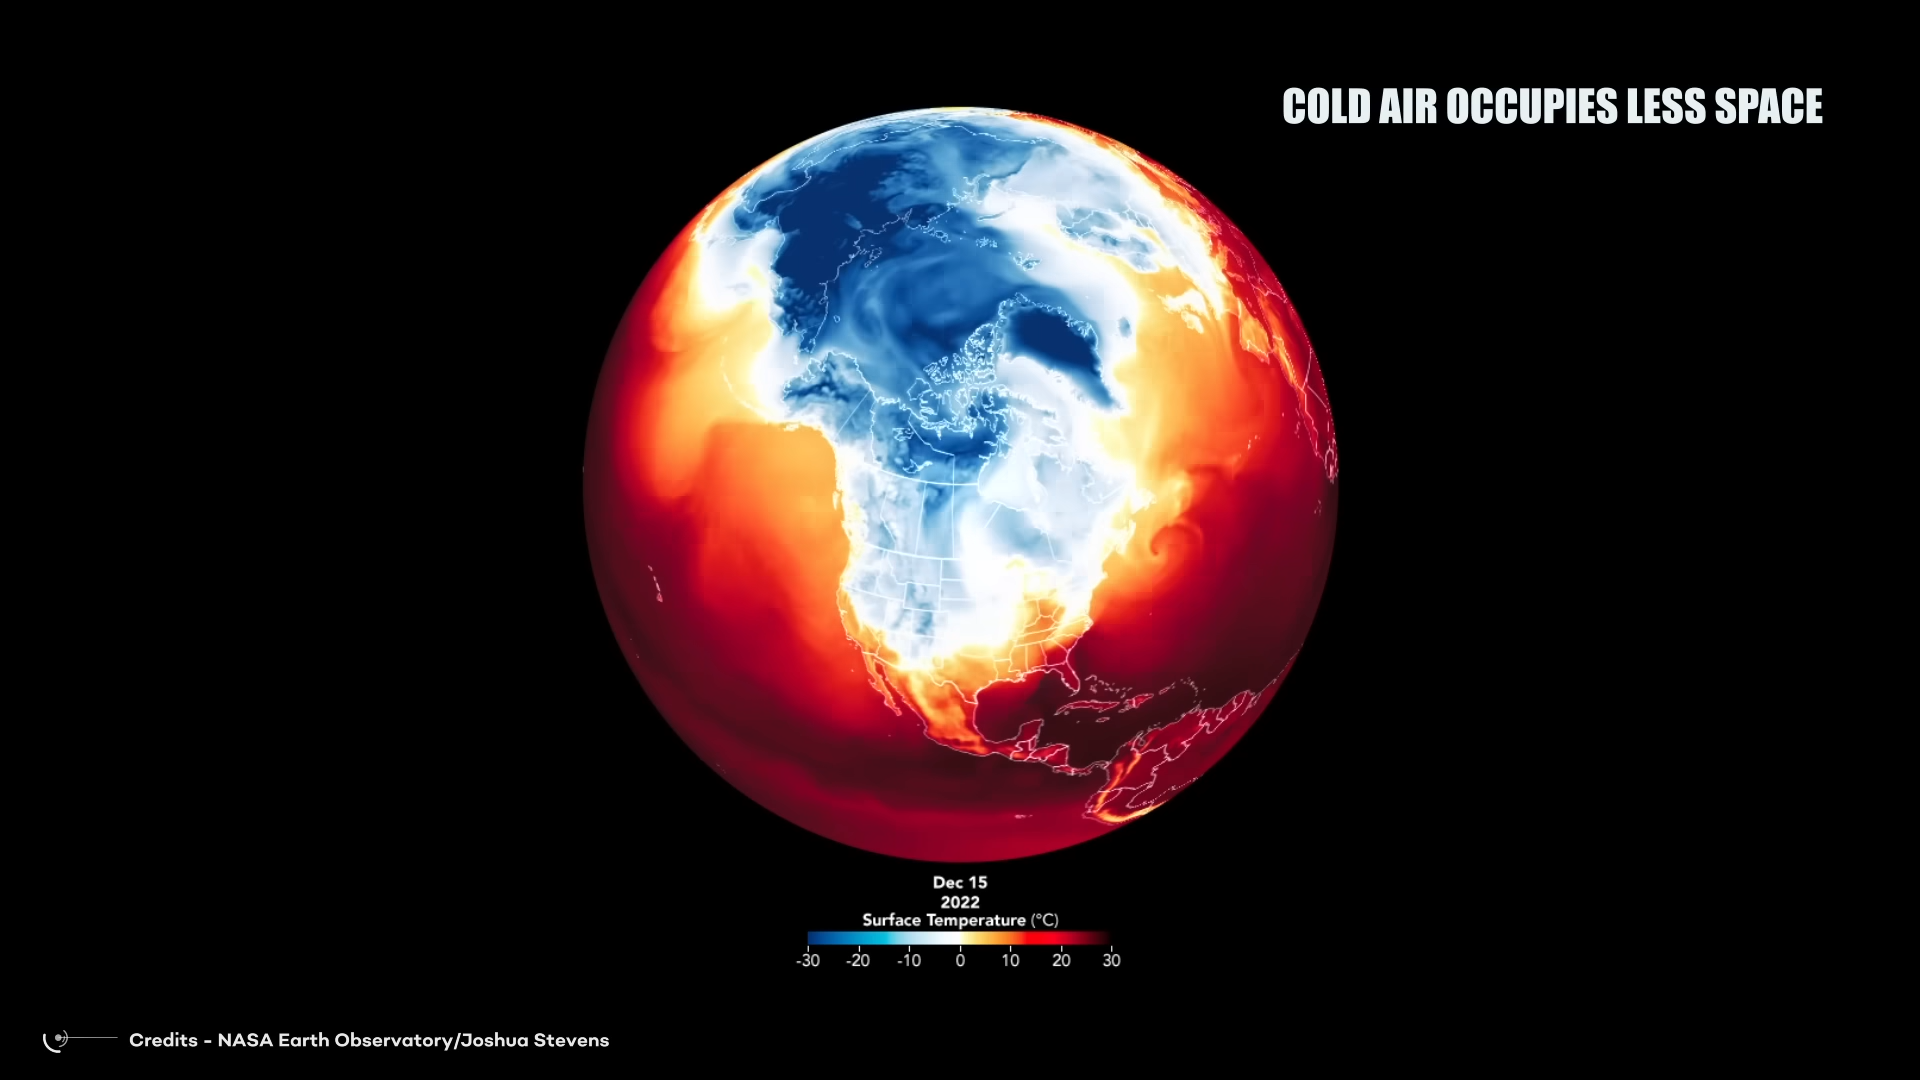 COLD AIR OCCUPIES LESS SPACE
Dec 15
2022
Surface Temperature (°C)
-30 -20 -10 0 10 20 30
Credits - NASA Earth Observatory/Joshua Stevens